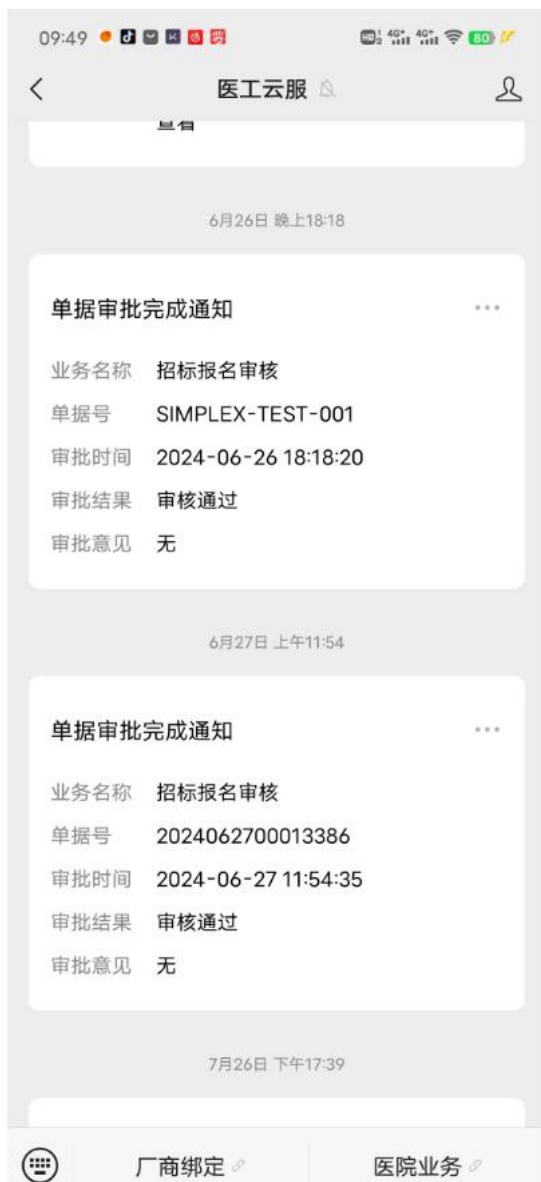 09:49
80
医工云服
查看
6月26日 晚上18:18
单据审批完成通知
业务名称 招标报名审核
单据号 SIMPLEX-TEST-001
审批时间 2024-06-26 18:18:20
审批结果 审核通过
审批意见 无
6月27日 上午11:54
单据审批完成通知
业务名称 招标报名审核
单据号 2024062700013386
审批时间 2024-06-27 11:54:35
审批结果 审核通过
审批意见 无
7月26日 下午17:39
厂商绑定
医院业务